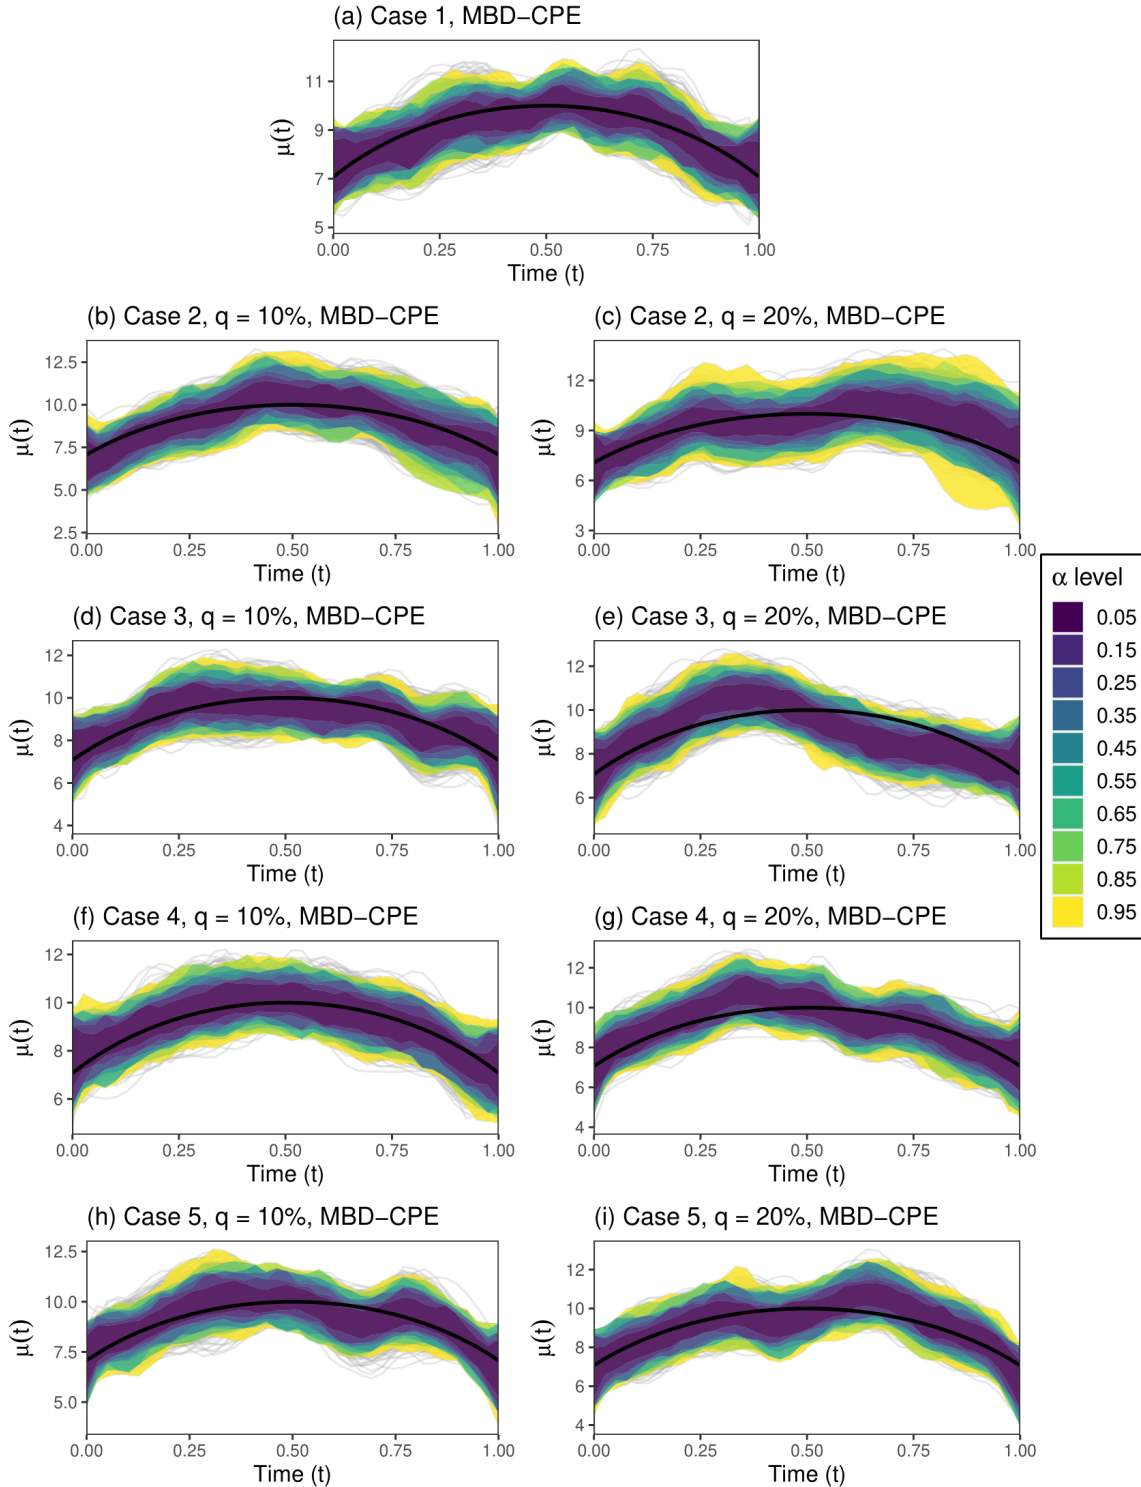 (a) Case 1, MBD−CPE
11
9
7
5
μ(t)
0.00 0.25 0.50 0.75 1.00
Time (t)
(b) Case 2, q = 10%, MBD−CPE
12.5
10.0
7.5
5.0
2.5
μ(t)
0.00 0.25 0.50 0.75 1.00
Time (t)
(c) Case 2, q = 20%, MBD−CPE
12
9
6
3
μ(t)
0.00 0.25 0.50 0.75 1.00
Time (t)
α level
0.05
0.15
0.25
0.35
0.45
0.55
0.65
0.75
0.85
0.95
(d) Case 3, q = 10%, MBD−CPE
12
10
8
6
4
μ(t)
0.00 0.25 0.50 0.75 1.00
Time (t)
(e) Case 3, q = 20%, MBD−CPE
12
10
8
6
μ(t)
0.00 0.25 0.50 0.75 1.00
Time (t)
(f) Case 4, q = 10%, MBD−CPE
12
10
8
6
μ(t)
0.00 0.25 0.50 0.75 1.00
Time (t)
(g) Case 4, q = 20%, MBD−CPE
12
10
8
6
4
μ(t)
0.00 0.25 0.50 0.75 1.00
Time (t)
(h) Case 5, q = 10%, MBD−CPE
12.5
10.0
7.5
5.0
μ(t)
0.00 0.25 0.50 0.75 1.00
Time (t)
(i) Case 5, q = 20%, MBD−CPE
12
10
8
6
4
μ(t)
0.00 0.25 0.50 0.75 1.00
Time (t)